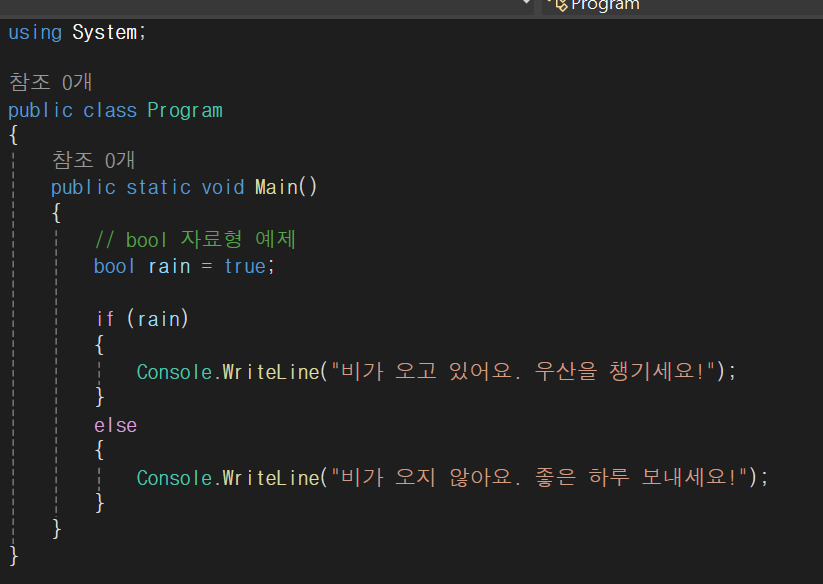 Program
using System;
참조 0개
public class Program
{
참조 0개
public static void Main()
{
// bool 자료형 예제
bool rain = true;
if (rain)
{
Console.WriteLine("비가 오고 있어요. 우산을 챙기세요!");
}
else
{
Console.WriteLine("비가 오지 않아요. 좋은 하루 보내세요!");
}
}
}